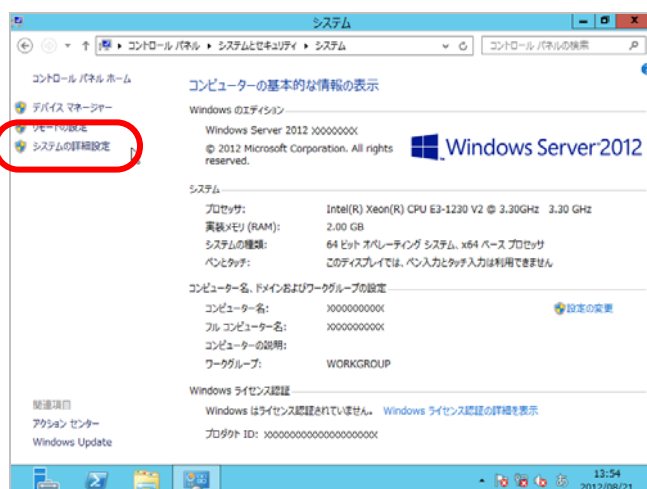 システム
コントロール パネル ▸ システムとセキュリティ ▸ システム
コントロール パネルの検索
コントロール パネル ホーム
デバイス マネージャー
リモートの設定
システムの詳細設定
コンピューターの基本的な情報の表示
Windows のエディション
Windows Server 2012 XXXXXXXX
© 2012 Microsoft Corporation. All rights
reserved.
Windows Server 2012
システム
プロセッサ: Intel(R) Xeon(R) CPU E3-1230 V2 @ 3.30GHz 3.30 GHz
実装メモリ (RAM): 2.00 GB
システムの種類: 64 ビット オペレーティング システム、x64 ベース プロセッサ
ペンとタッチ: このディスプレイでは、ペン入力とタッチ入力は利用できません
コンピューター名、ドメインおよびワークグループの設定
コンピューター名: XXXXXXXXXX
設定の変更
フル コンピューター名: XXXXXXXXXX
コンピューターの説明:
ワークグループ: WORKGROUP
Windows ライセンス認証
Windows はライセンス認証されていません。 Windows ライセンス認証の詳細を表示
プロダクト ID: XXXXXXXXXXXXXXXXXXXX
関連項目
アクション センター
Windows Update
13:54
2012/08/21